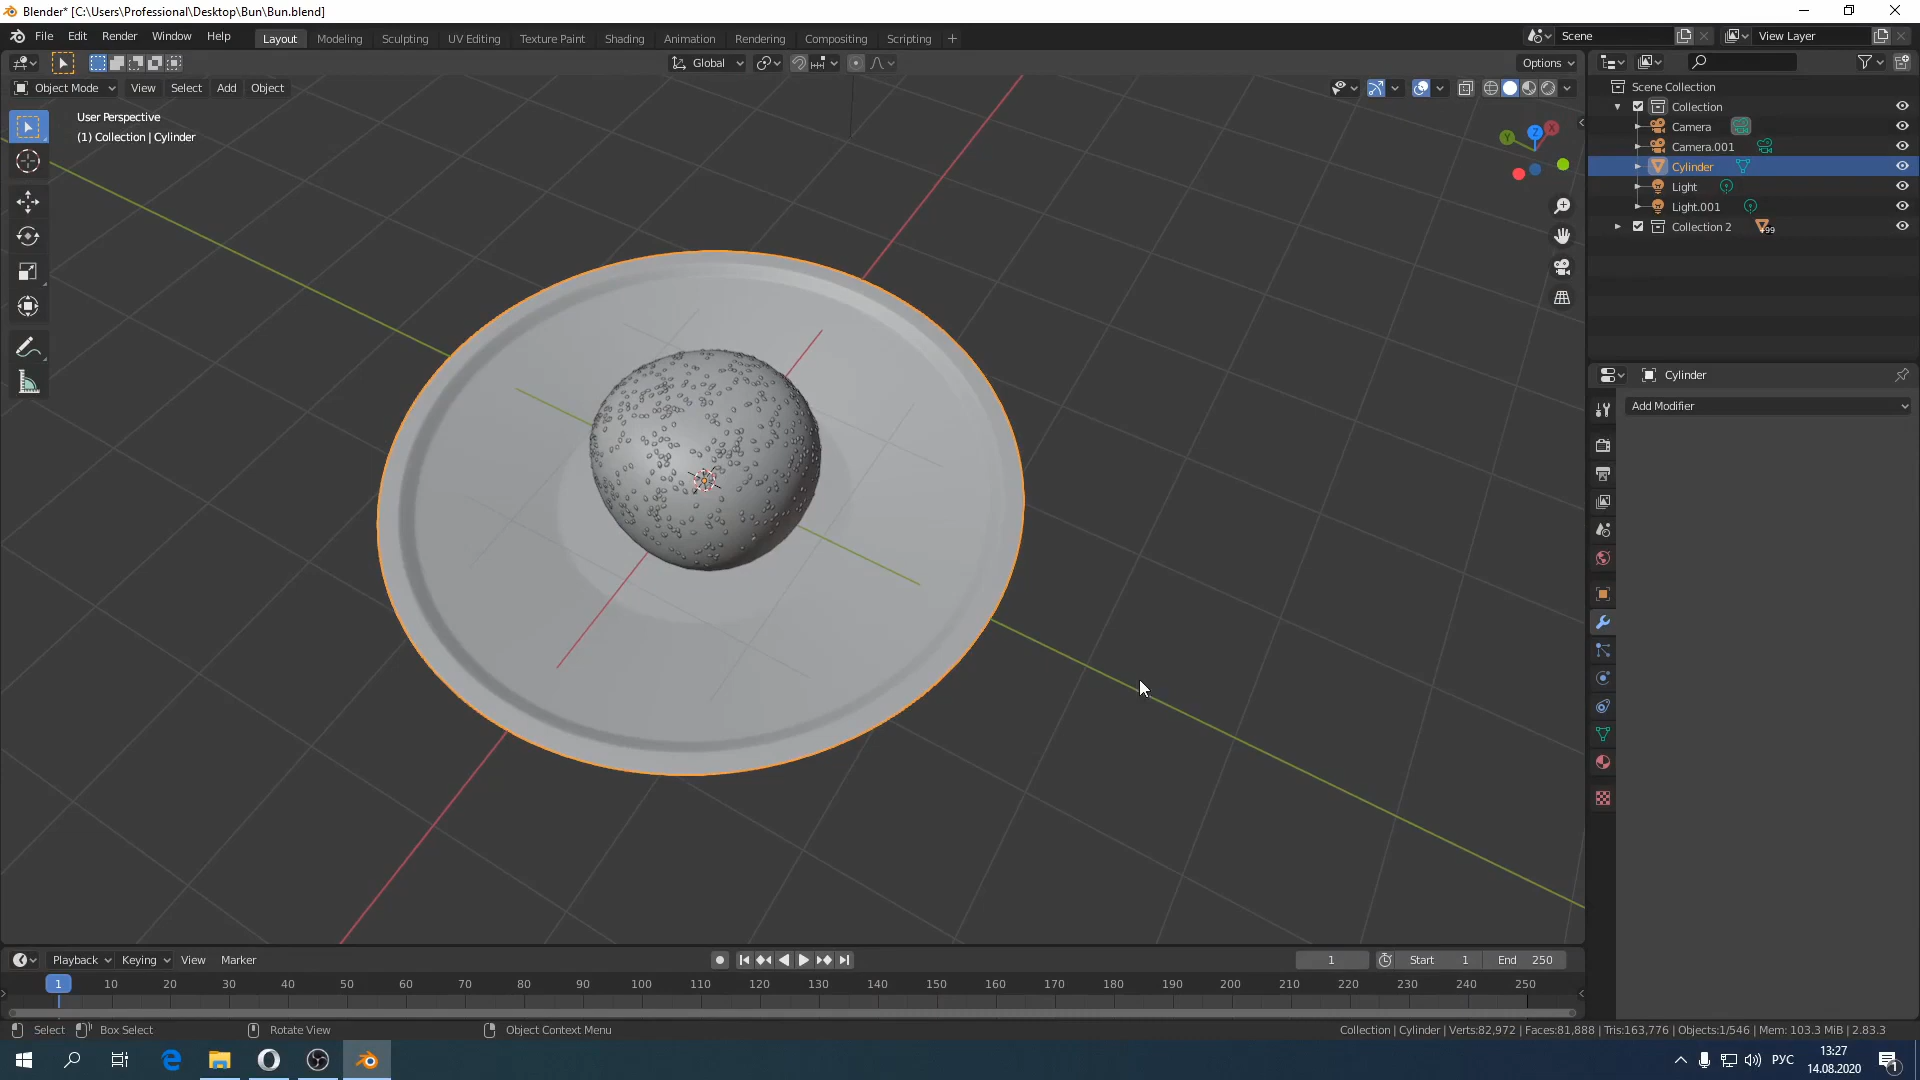 Blender* [C:\Users\Professional\Desktop\Bun\Bun.blend]
File Edit Render Window Help
Layout Modeling Sculpting UV Editing Texture Paint Shading Animation Rendering Compositing Scripting +
Scene
View Layer
Global
Options
Object Mode View Select Add Object
User Perspective
(1) Collection | Cylinder
X
Y
Z
Scene Collection
Collection
Camera
Camera.001
Cylinder
Light
Light.001
Collection 2
+99
Cylinder
Add Modifier
Playback Keying View Marker
1
Start 1
End 250
1 10 20 30 40 50 60 70 80 90 100 110 120 130 140 150 160 170 180 190 200 210 220 230 240 250
Select Box Select Rotate View Object Context Menu
Collection | Cylinder | Verts:82,972 | Faces:81,888 | Tris:163,776 | Objects:1/546 | Mem: 103.3 MiB | 2.83.3
РУС
13:27
14.08.2020
1